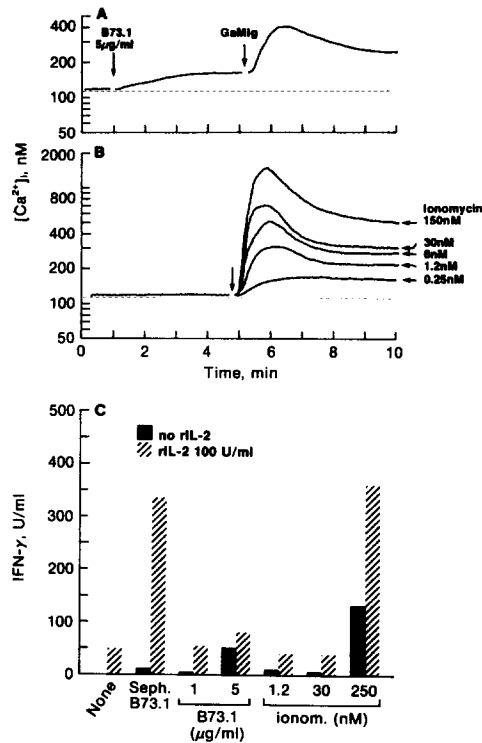 A
B73.1
5µg/ml
GaMIg
400
200
100
50
B
[Ca²⁺]ᵢ, nM
2000
800
400
200
100
50
Ionomycin
150nM
30nM
6nM
1.2nM
0.25nM
0 2 4 6 8 10
Time, min
C
no rIL-2
rIL-2 100 U/ml
IFN-γ, U/ml
500
400
300
200
100
0
None
Seph.
B73.1
1 5
B73.1
(µg/ml)
1.2 30 250
ionom. (nM)